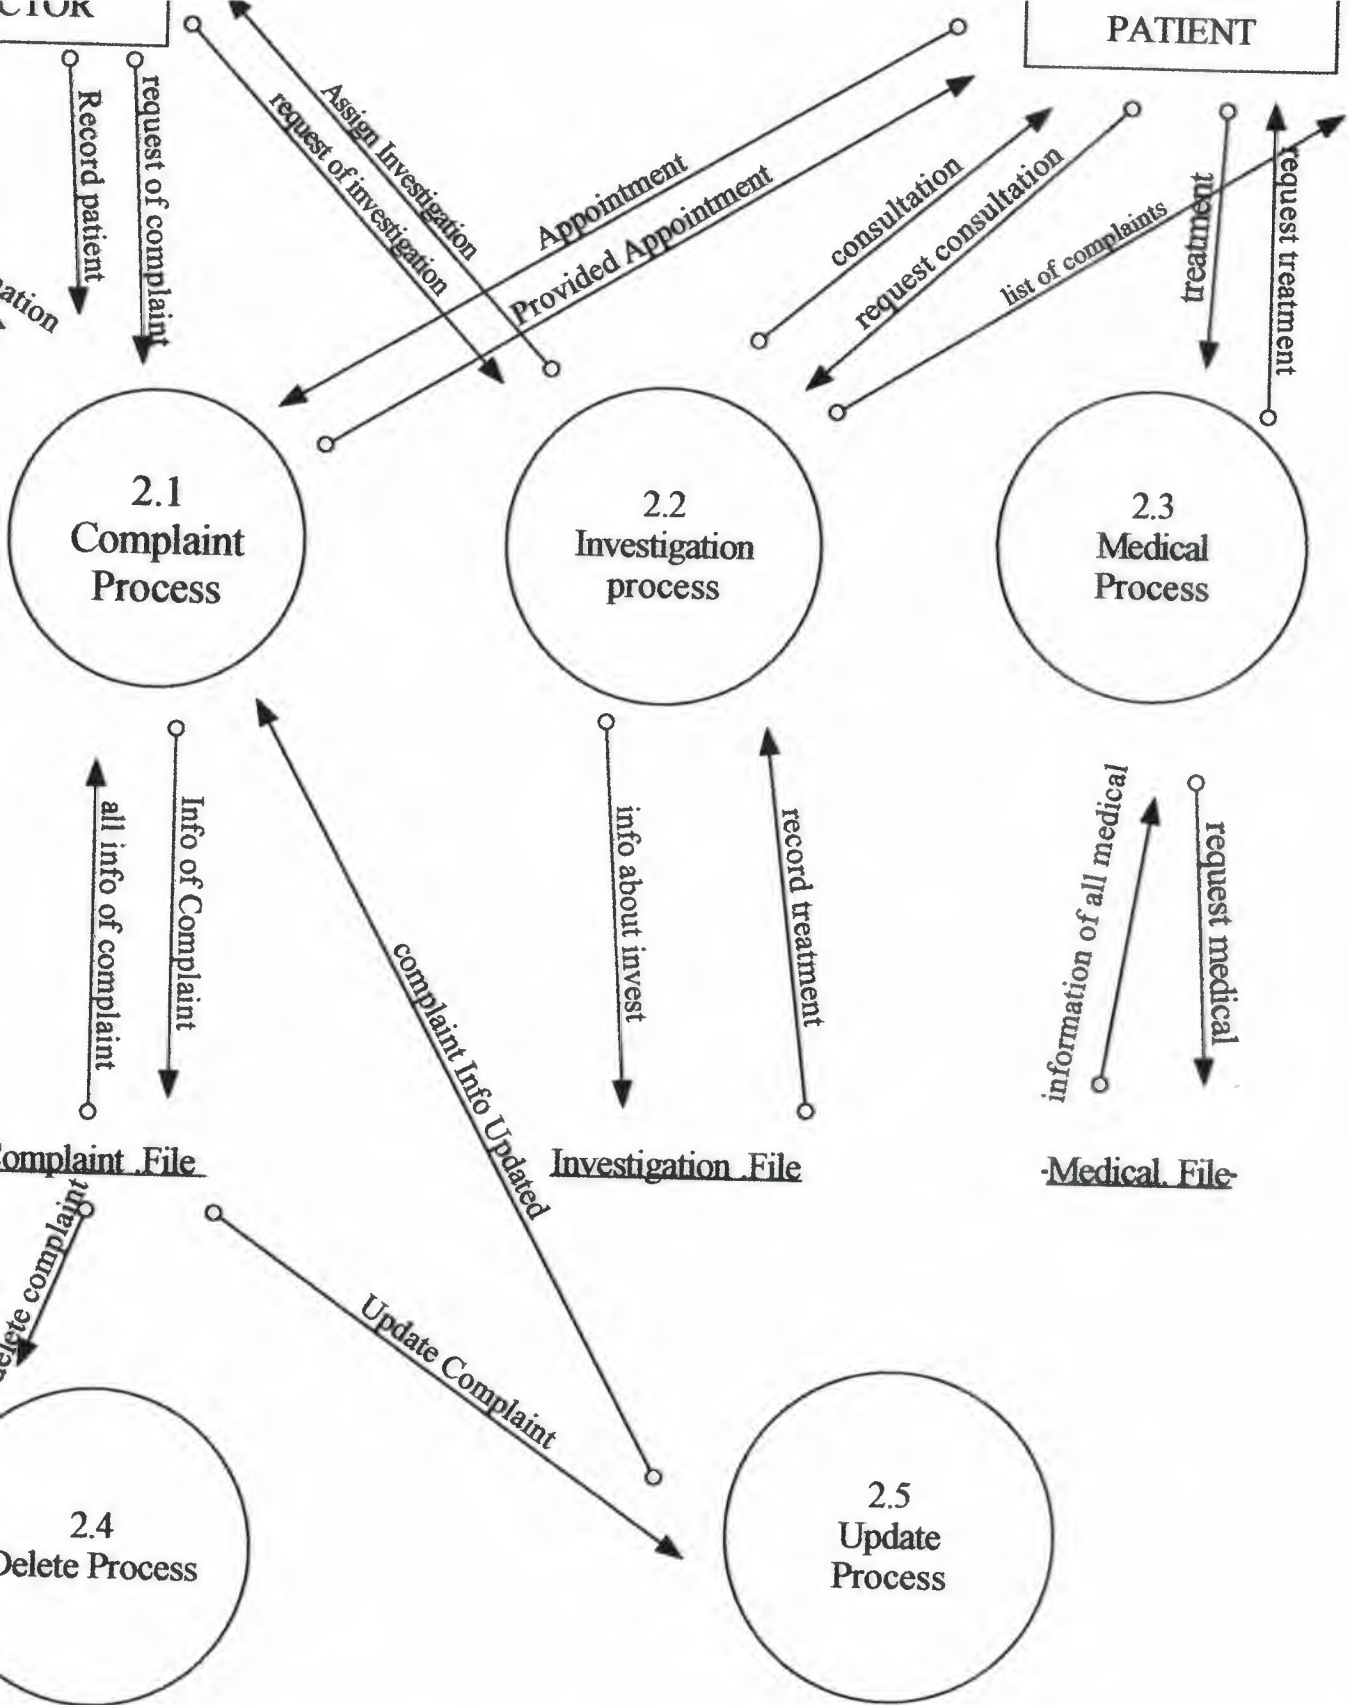 PATIENT
Record patient
request of complaint
Assign Investigation
request of investigation
Appointment
Provided Appointment
consultation
request consultation
list of complaints
treatment
request treatment
2.1
Complaint
Process
2.2
Investigation
process
2.3
Medical
Process
all info of complaint
Info of Complaint
complaint Info Updated
info about invest
record treatment
information of all medical
request medical
omplaint .File
Investigation .File
-Medical. File-
elete complaint
Update Complaint
2.4
Delete Process
2.5
Update
Process